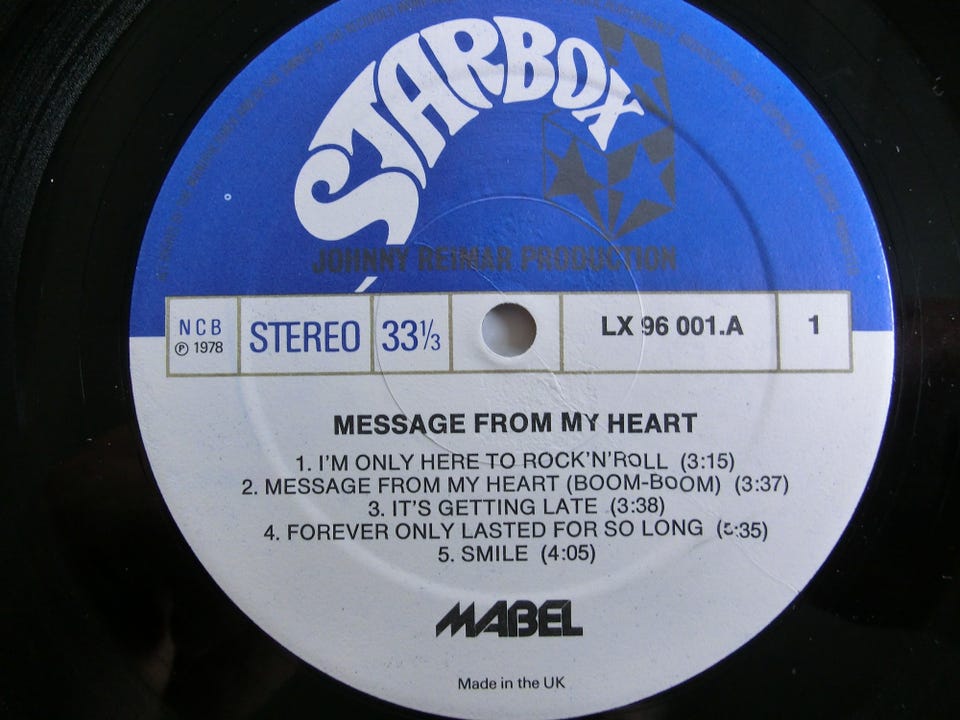 STARBOX
JOHNNY REIMAR PRODUCTION
NCB
℗ 1978
STEREO
33⅓
LX 96 001.A
1
MESSAGE FROM MY HEART
1. I'M ONLY HERE TO ROCK'N'ROLL (3:15)
2. MESSAGE FROM MY HEART (BOOM-BOOM) (3:37)
3. IT'S GETTING LATE (3:38)
4. FOREVER ONLY LASTED FOR SO LONG (5:35)
5. SMILE (4:05)
MABEL
Made in the UK